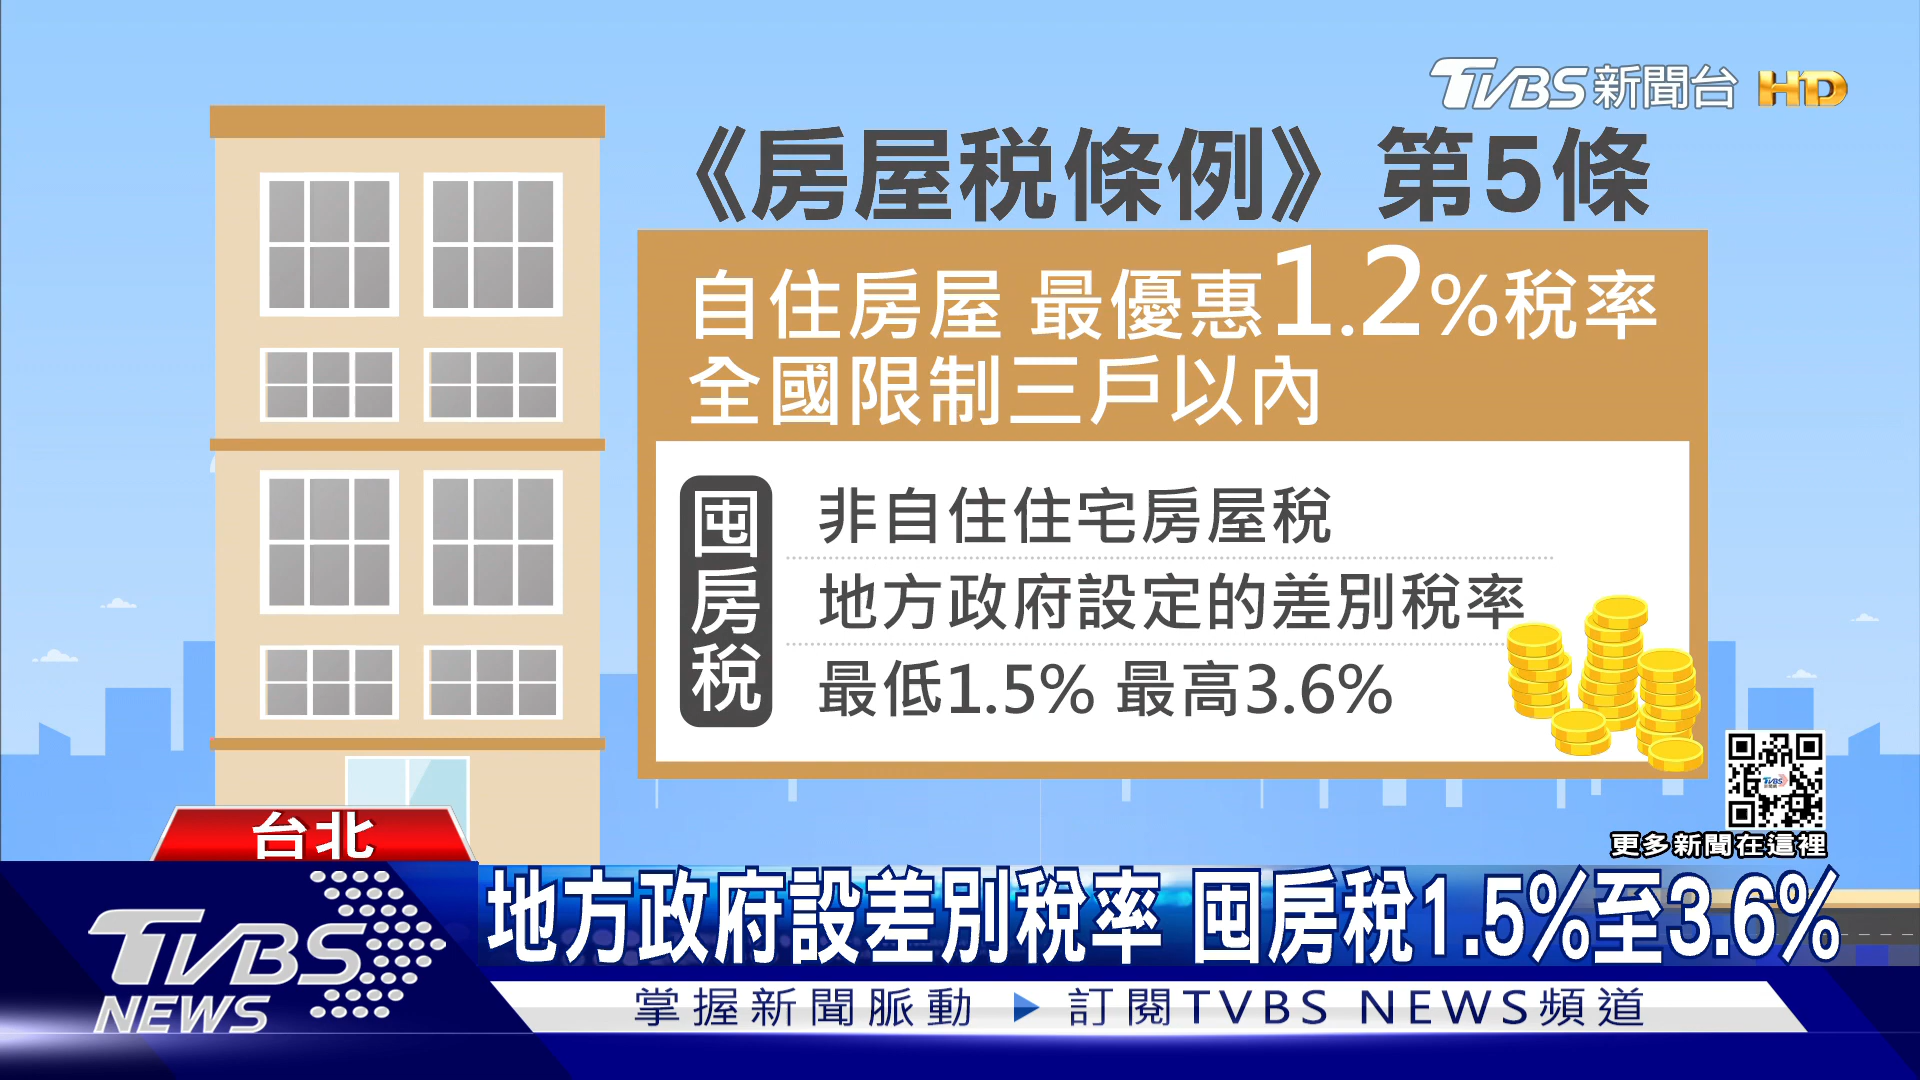 TVBS新聞台 HD
《房屋稅條例》第5條
自住房屋 最優惠1.2%稅率
全國限制三戶以內
囤房稅
非自住住宅房屋稅
地方政府設定的差別稅率
最低1.5% 最高3.6%
TVBS
更多新聞在這裡
台北
地方政府設差別稅率 囤房稅1.5%至3.6%
TVBS
NEWS
掌握新聞脈動 ▶ 訂閱TVBS NEWS頻道